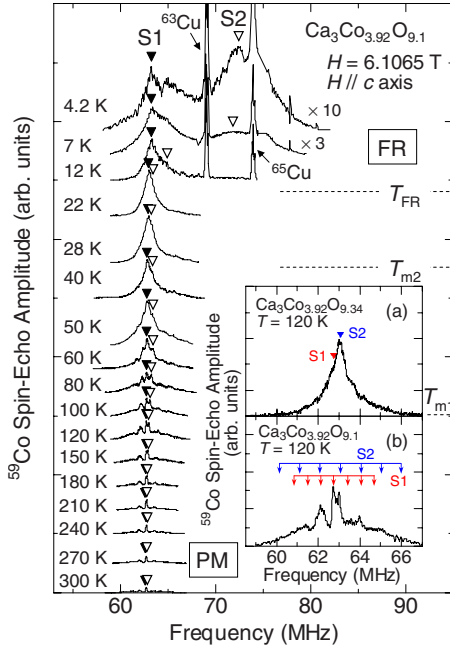 S1
⁶³Cu
S2
Ca₃Co₃.₉₂O₉.₁
H = 6.1065 T
H // c axis
4.2 K
× 10
7 K
× 3
FR
12 K
⁶⁵Cu
T_FR
22 K
28 K
T_m2
40 K
50 K
60 K
80 K
100 K
120 K
150 K
180 K
210 K
240 K
270 K
300 K
PM
⁵⁹Co Spin-Echo Amplitude (arb. units)
60
70
80
90
Frequency (MHz)
Ca₃Co₃.₉₂O₉.₃₄
(a)
T = 120 K
S2
S1
T_m1
Ca₃Co₃.₉₂O₉.₁
(b)
T = 120 K
S2
S1
⁵⁹Co Spin-Echo Amplitude
(arb. units)
60
62
64
66
Frequency (MHz)